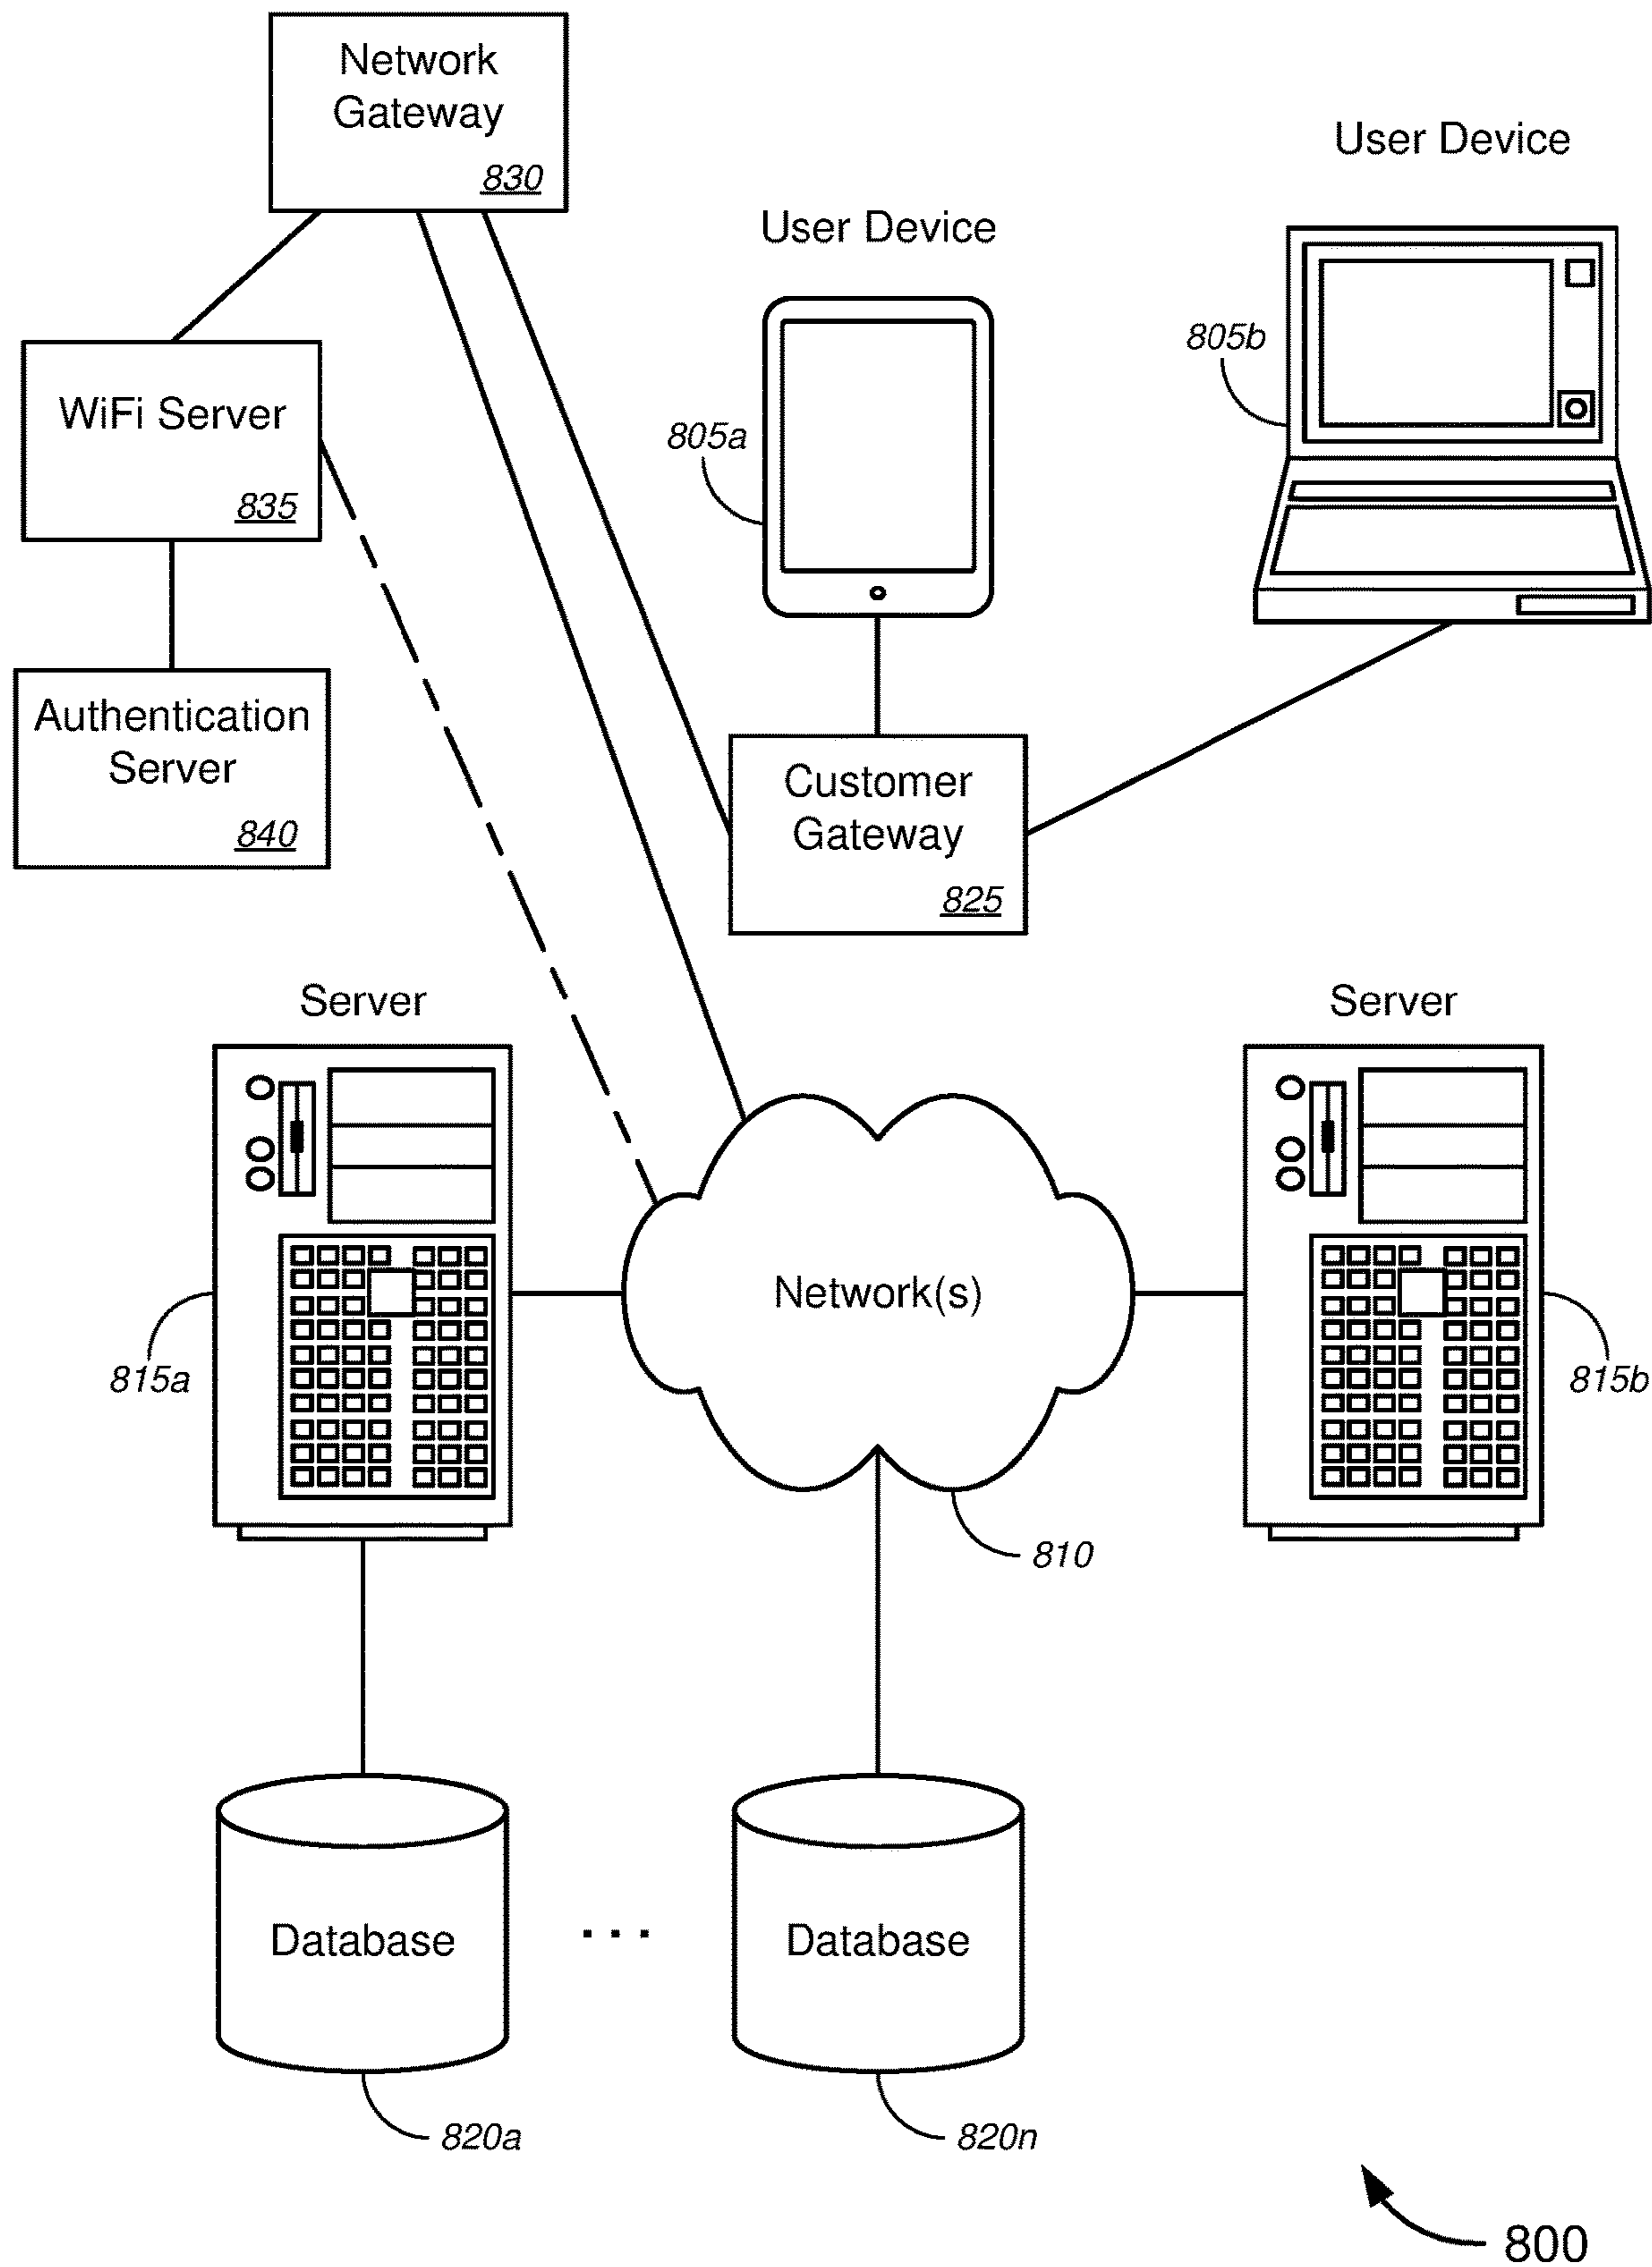 Network
Gateway
830
User Device
User Device
805b
WiFi Server
835
805a
Authentication
Server
840
Customer
Gateway
825
Server
Server
Network(s)
815a
815b
810
Database
...
Database
820a
820n
800